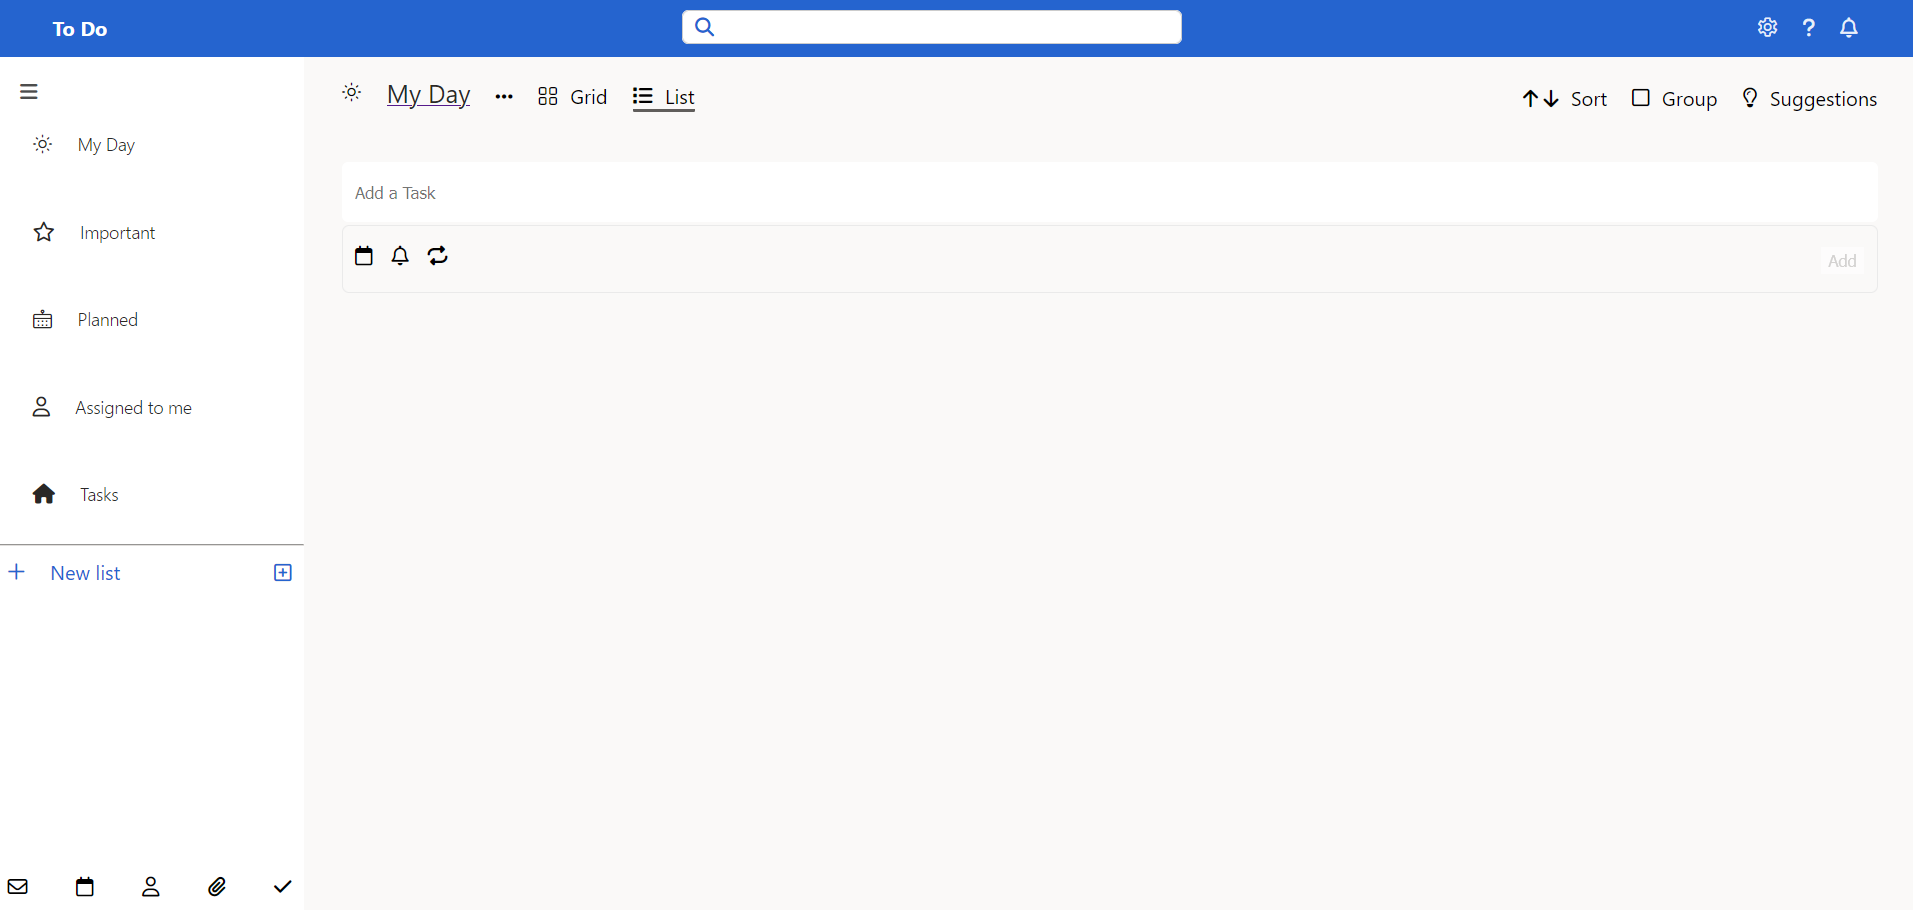 To Do
My Day
Grid
List
Sort
Group
Suggestions
My Day
Important
Planned
Assigned to me
Tasks
New list
Add a Task
Add